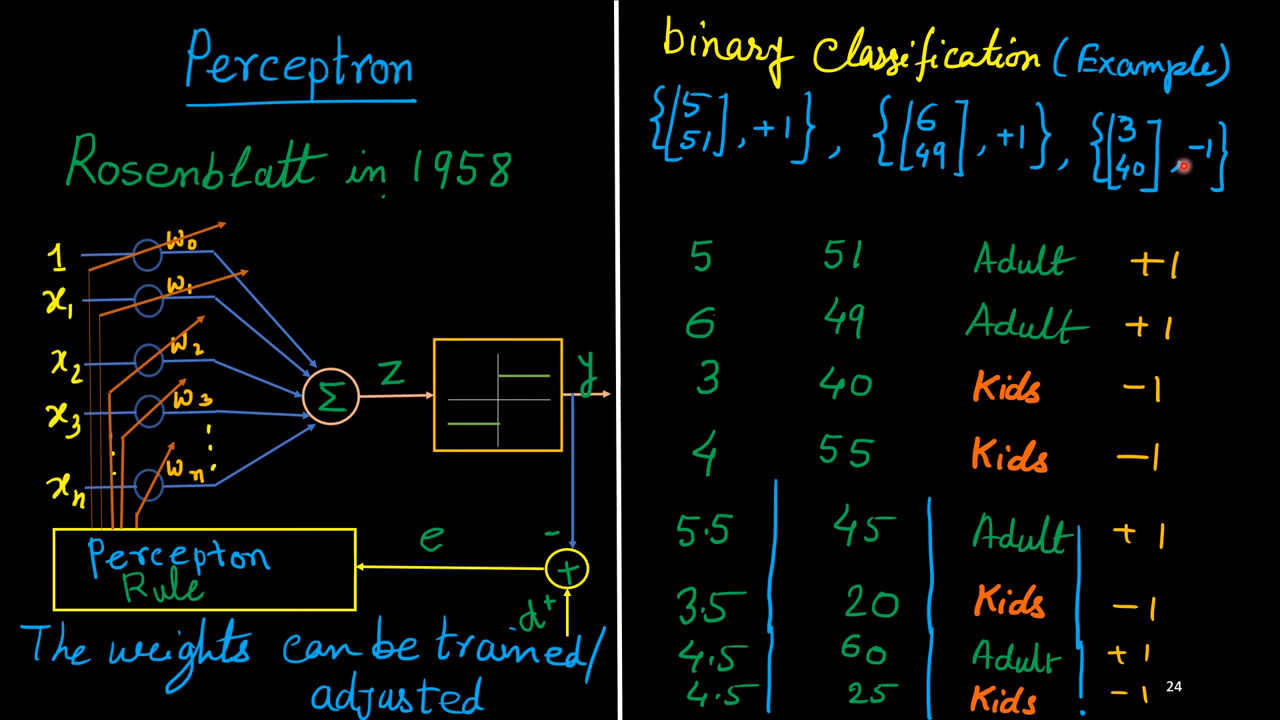 Perceptron
Rosenblatt in 1958
1 w0
x1 w1
x2 w2
x3 w3
xn wn
Σ z y
Percepton
Rule
e
-
+
d+
The weights can be trained/
adjusted
binary Classification (Example)
{[5 51], +1}, {[6 49], +1}, {[3 40], -1}
5 51 Adult +1
6 49 Adult +1
3 40 Kids -1
4 55 Kids -1
5.5 45 Adult +1
3.5 20 Kids -1
4.5 60 Adult +1
4.5 25 Kids -1
24